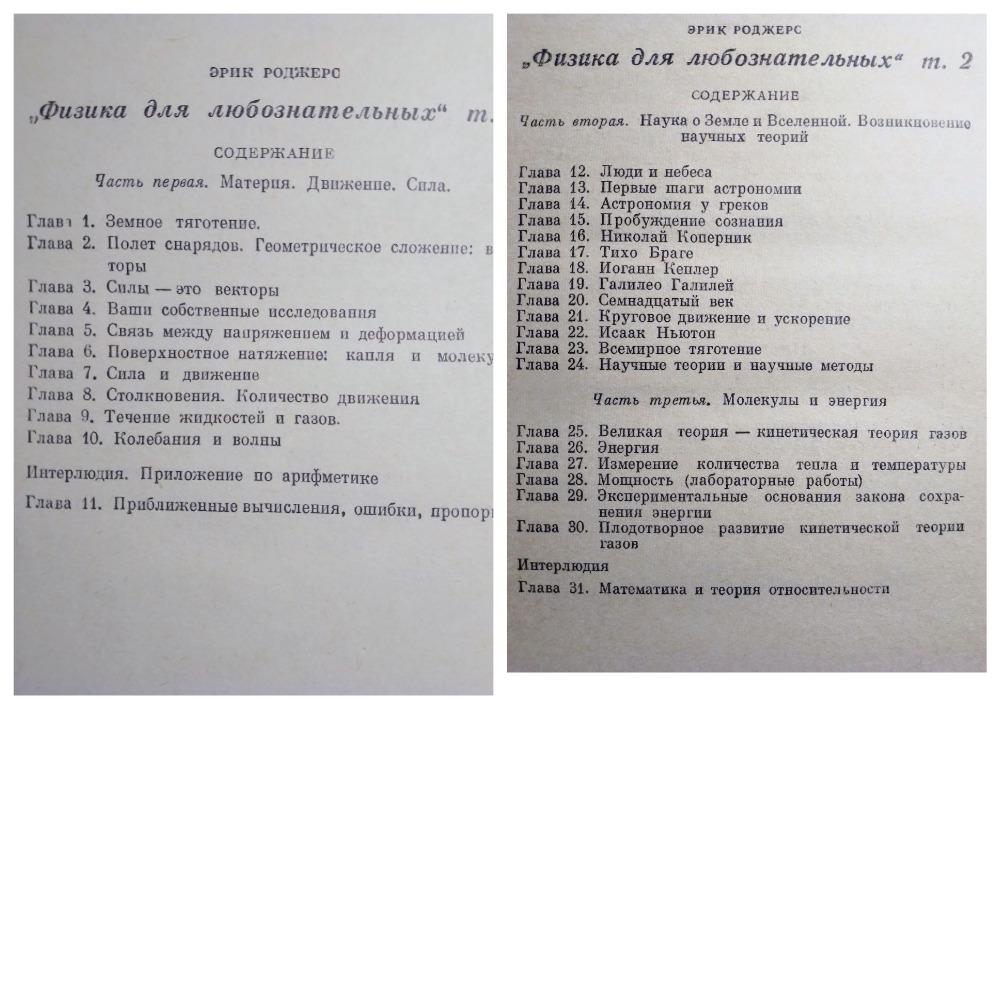 ЭРИК РОДЖЕРС
„Физика для любознательных“ т.
СОДЕРЖАНИЕ
Часть первая. Материя. Движение. Сила.
Глава 1. Земное тяготение.
Глава 2. Полет снарядов. Геометрическое сложение: в
торы
Глава 3. Силы — это векторы
Глава 4. Ваши собственные исследования
Глава 5. Связь между напряжением и деформацией
Глава 6. Поверхностное натяжение: капля и молеку
Глава 7. Сила и движение
Глава 8. Столкновения. Количество движения
Глава 9. Течение жидкостей и газов.
Глава 10. Колебания и волны
Интерлюдия. Приложение по арифметике
Глава 11. Приближенные вычисления, ошибки, пропор
ЭРИК РОДЖЕРС
„Физика для любознательных“ т. 2
СОДЕРЖАНИЕ
Часть вторая. Наука о Земле и Вселенной. Возникновение
научных теорий
Глава 12. Люди и небеса
Глава 13. Первые шаги астрономии
Глава 14. Астрономия у греков
Глава 15. Пробуждение сознания
Глава 16. Николай Коперник
Глава 17. Тихо Браге
Глава 18. Иоганн Кеплер
Глава 19. Галилео Галилей
Глава 20. Семнадцатый век
Глава 21. Круговое движение и ускорение
Глава 22. Исаак Ньютон
Глава 23. Всемирное тяготение
Глава 24. Научные теории и научные методы
Часть третья. Молекулы и энергия
Глава 25. Великая теория — кинетическая теория газов
Глава 26. Энергия
Глава 27. Измерение количества тепла и температуры
Глава 28. Мощность (лабораторные работы)
Глава 29. Экспериментальные основания закона сохра-
нения энергии
Глава 30. Плодотворное развитие кинетической теории
газов
Интерлюдия
Глава 31. Математика и теория относительности